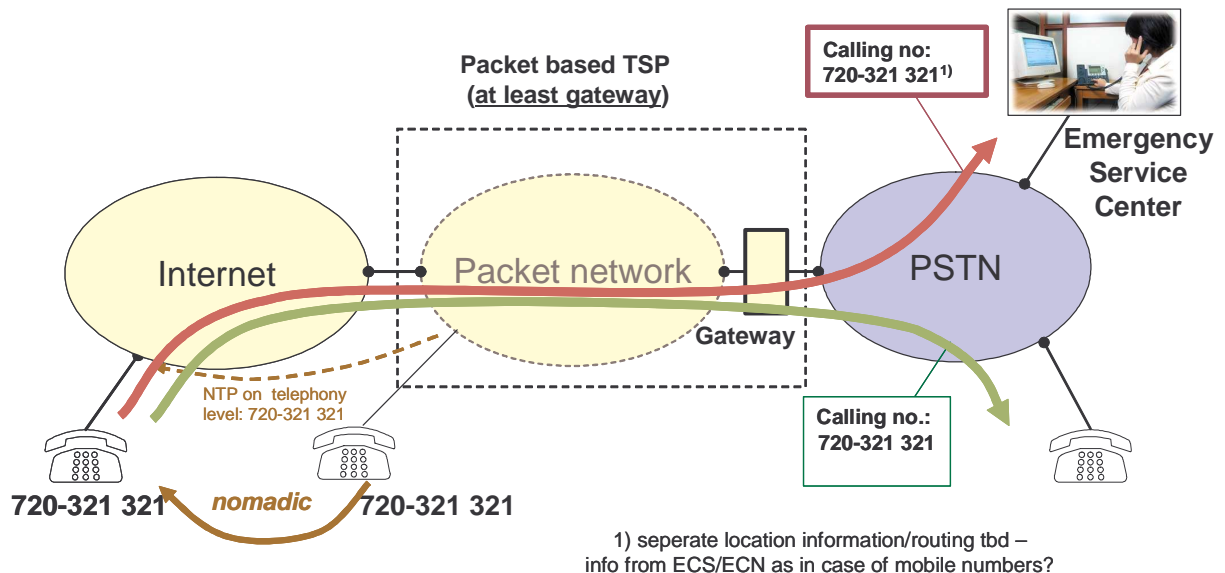 Packet based TSP
(at least gateway)
Calling no:
720-321 321¹⁾
Emergency
Service
Center
Internet
Packet network
PSTN
Gateway
NTP on telephony
level: 720-321 321
Calling no.:
720-321 321
720-321 321
nomadic
720-321 321
1) seperate location information/routing tbd –
info from ECS/ECN as in case of mobile numbers?